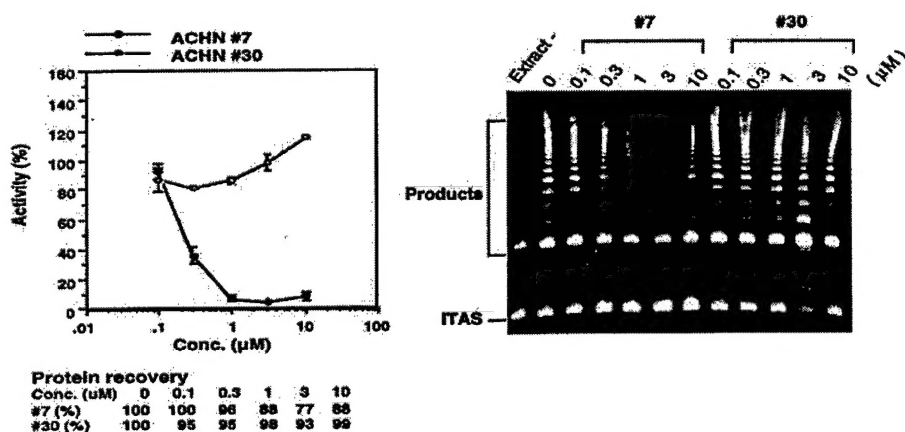 ACHN #7
ACHN #30
160
140
120
100
80
60
40
20
0
Activity (%)
.01 .1 1 10 100
Conc. (μM)
Protein recovery
Conc. (uM) 0 0.1 0.3 1 3 10
#7 (%) 100 100 96 88 77 88
#30 (%) 100 95 95 98 93 99
#7 #30
Extract - 0 0.1 0.3 1 3 10 0.1 0.3 1 3 10 (μM)
Products
ITAS